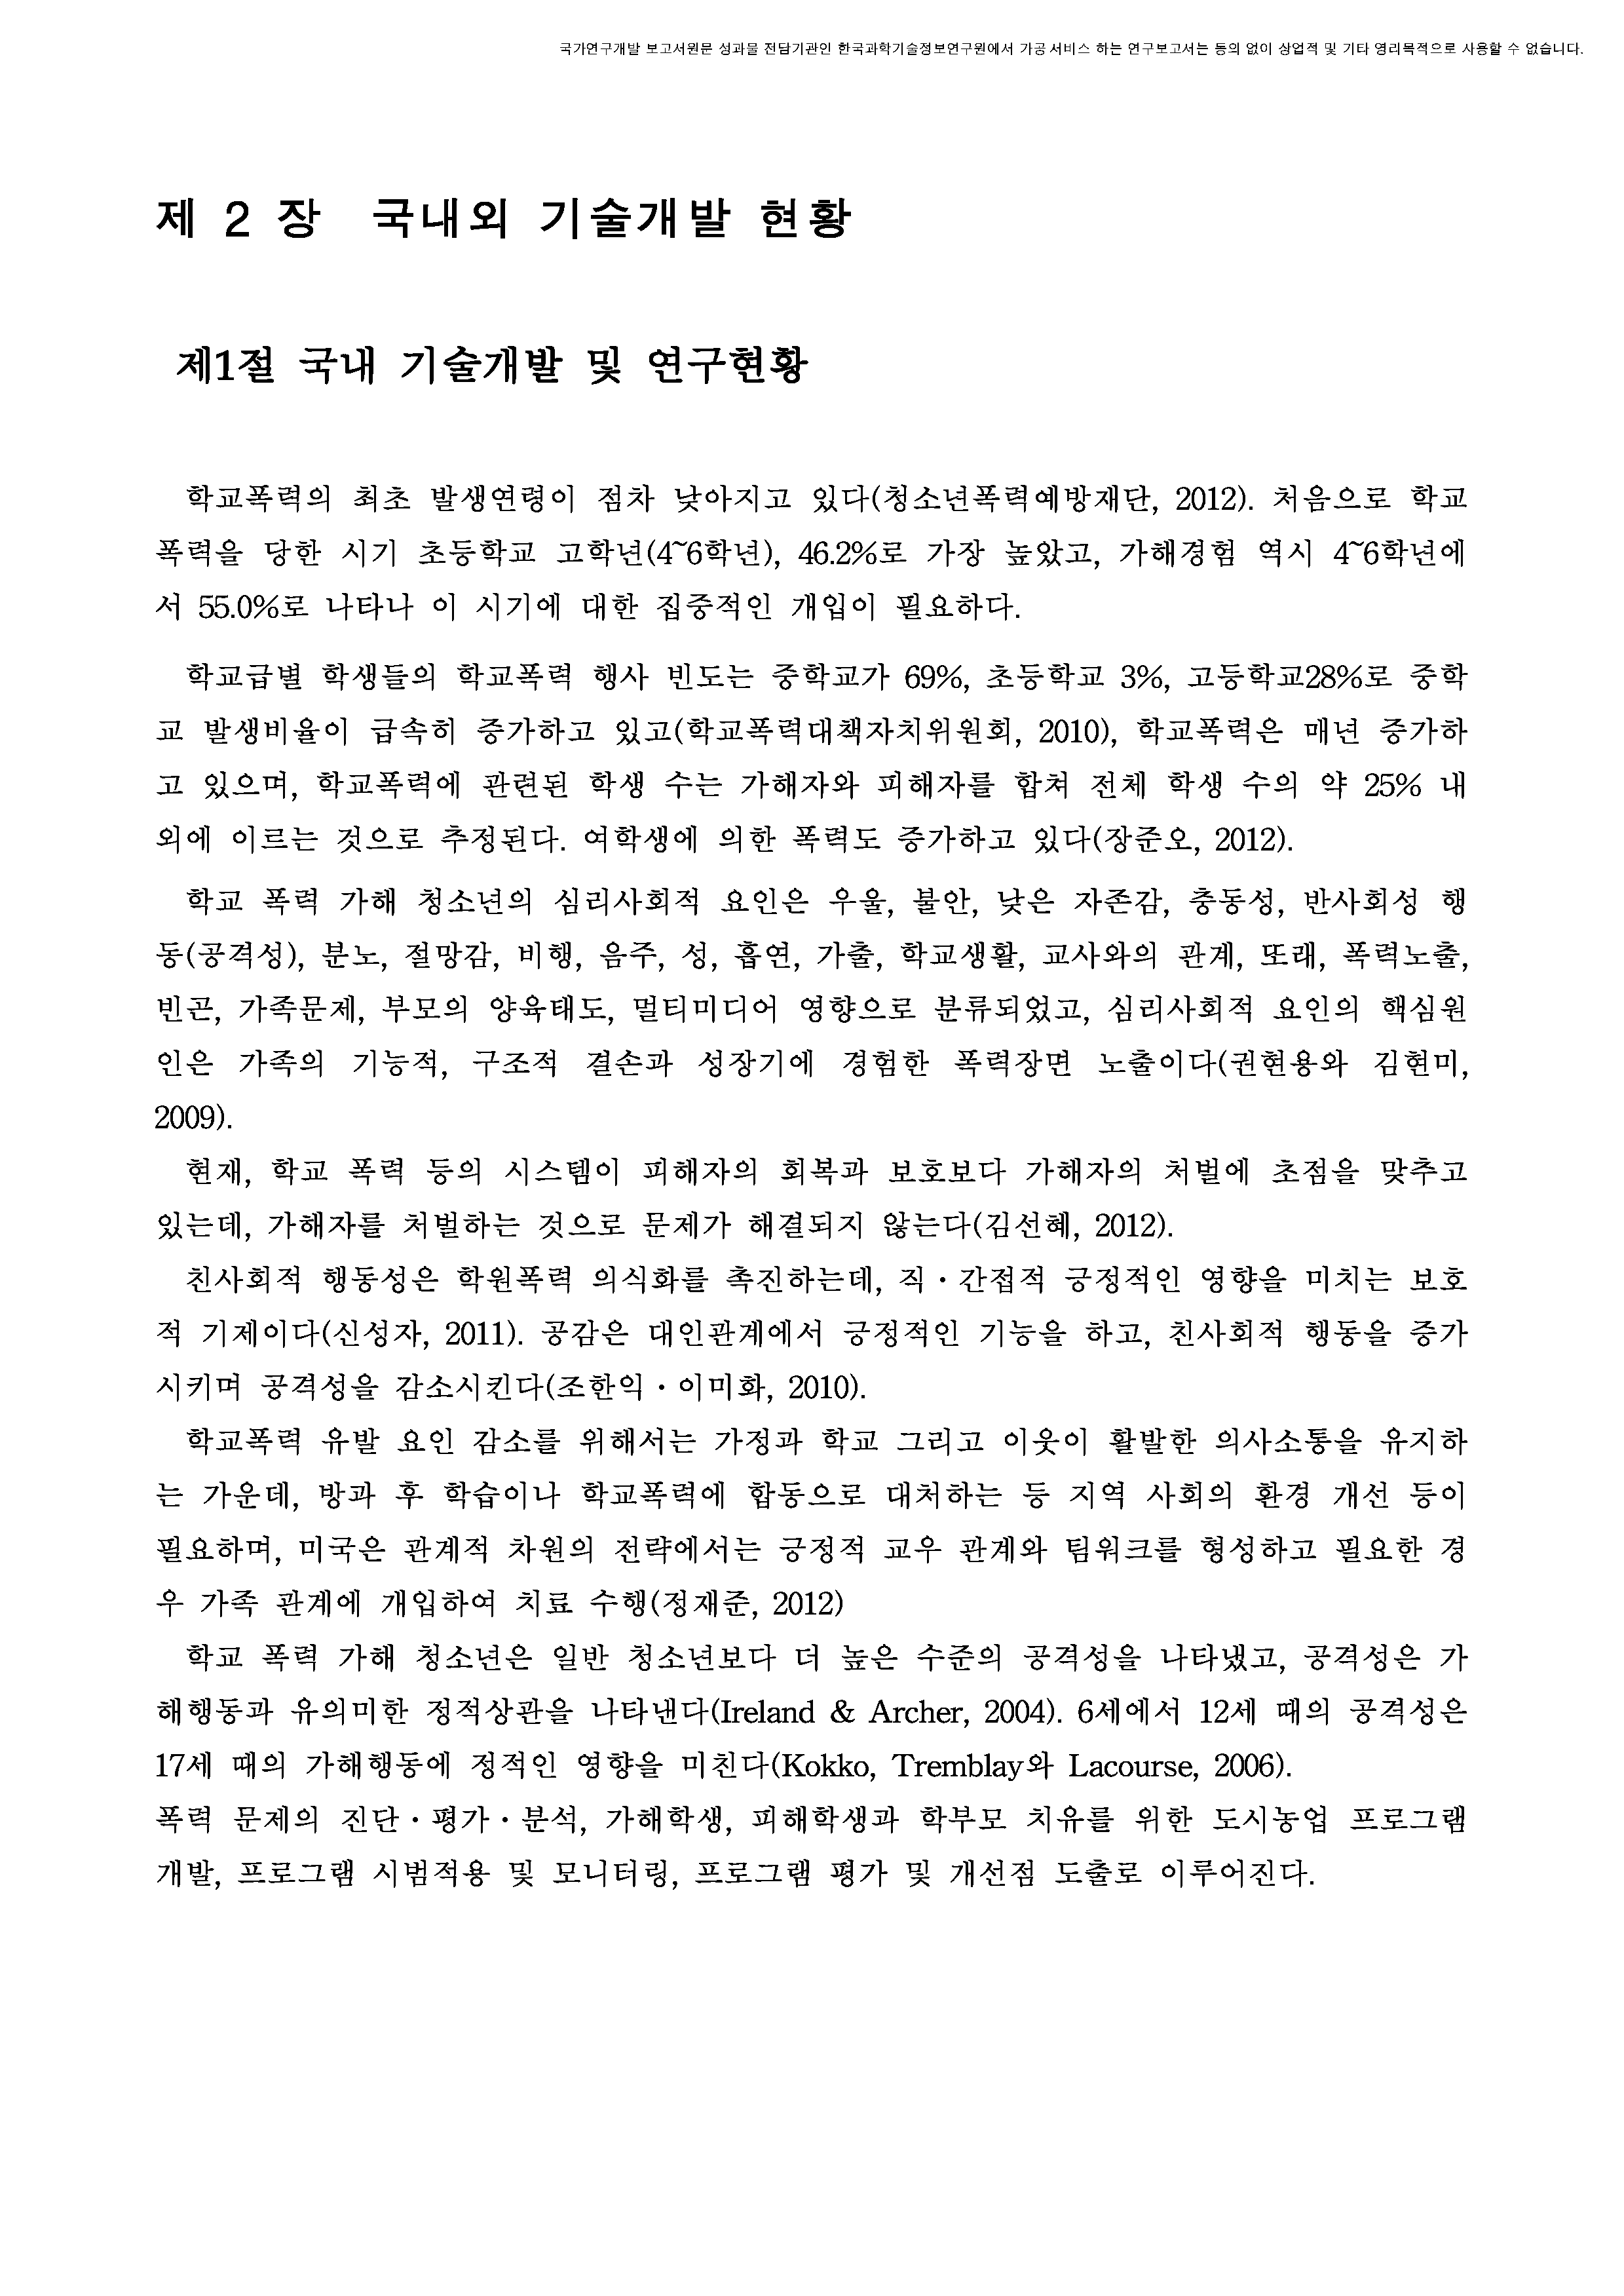 국가연구개발 보고서원문 성과물 전담기관인 한국과학기술정보연구원에서 가공·서비스 하는 연구보고서는 동의 없이 상업적 및 기타 영리목적으로 사용할 수 없습니다.
제 2 장 국내외 기술개발 현황
제1절 국내 기술개발 및 연구현황
학교폭력의 최초 발생연령이 점차 낮아지고 있다(청소년폭력예방재단, 2012). 처음으로 학교
폭력을 당한 시기 초등학교 고학년(4~6학년), 46.2%로 가장 높았고, 가해경험 역시 4~6학년에
서 55.0%로 나타나 이 시기에 대한 집중적인 개입이 필요하다.
학교급별 학생들의 학교폭력 행사 빈도는 중학교가 69%, 초등학교 3%, 고등학교28%로 중학
교 발생비율이 급속히 증가하고 있고(학교폭력대책자치위원회, 2010), 학교폭력은 매년 증가하
고 있으며, 학교폭력에 관련된 학생 수는 가해자와 피해자를 합쳐 전체 학생 수의 약 25% 내
외에 이르는 것으로 추정된다. 여학생에 의한 폭력도 증가하고 있다(장준오, 2012).
학교 폭력 가해 청소년의 심리사회적 요인은 우울, 불안, 낮은 자존감, 충동성, 반사회성 행
동(공격성), 분노, 절망감, 비행, 음주, 성, 흡연, 가출, 학교생활, 교사와의 관계, 또래, 폭력노출,
빈곤, 가족문제, 부모의 양육태도, 멀티미디어 영향으로 분류되었고, 심리사회적 요인의 핵심원
인은 가족의 기능적, 구조적 결손과 성장기에 경험한 폭력장면 노출이다(권현용와 김현미,
2009).
현재, 학교 폭력 등의 시스템이 피해자의 회복과 보호보다 가해자의 처벌에 초점을 맞추고
있는데, 가해자를 처벌하는 것으로 문제가 해결되지 않는다(김선혜, 2012).
친사회적 행동성은 학원폭력 의식화를 촉진하는데, 직·간접적 긍정적인 영향을 미치는 보호
적 기제이다(신성자, 2011). 공감은 대인관계에서 긍정적인 기능을 하고, 친사회적 행동을 증가
시키며 공격성을 감소시킨다(조한익·이미화, 2010).
학교폭력 유발 요인 감소를 위해서는 가정과 학교 그리고 이웃이 활발한 의사소통을 유지하
는 가운데, 방과 후 학습이나 학교폭력에 합동으로 대처하는 등 지역 사회의 환경 개선 등이
필요하며, 미국은 관계적 차원의 전략에서는 긍정적 교우 관계와 팀워크를 형성하고 필요한 경
우 가족 관계에 개입하여 치료 수행(정재준, 2012)
학교 폭력 가해 청소년은 일반 청소년보다 더 높은 수준의 공격성을 나타냈고, 공격성은 가
해행동과 유의미한 정적상관을 나타낸다(Ireland & Archer, 2004). 6세에서 12세 때의 공격성은
17세 때의 가해행동에 정적인 영향을 미친다(Kokko, Tremblay와 Lacourse, 2006).
폭력 문제의 진단·평가·분석, 가해학생, 피해학생과 학부모 치유를 위한 도시농업 프로그램
개발, 프로그램 시범적용 및 모니터링, 프로그램 평가 및 개선점 도출로 이루어진다.